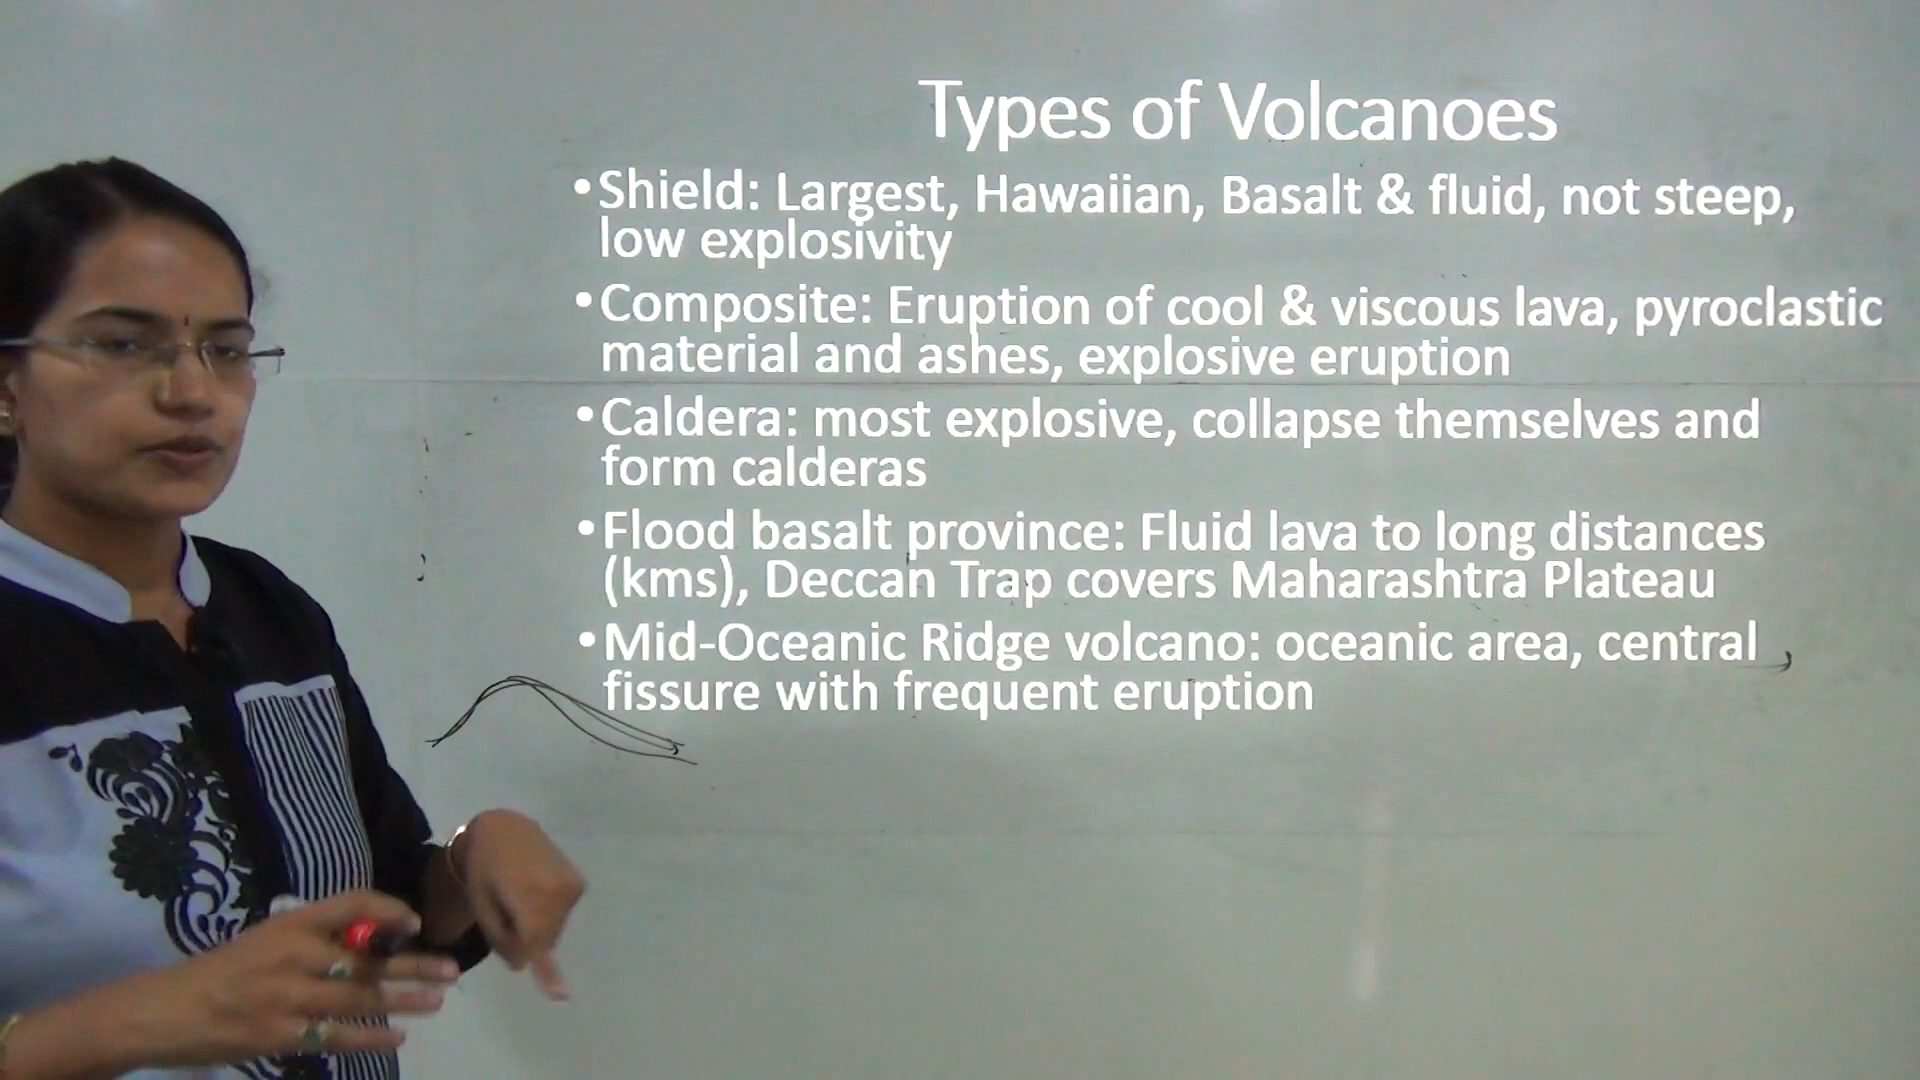 Types of Volcanoes
•Shield: Largest, Hawaiian, Basalt & fluid, not steep,
low explosivity
•Composite: Eruption of cool & viscous lava, pyroclastic
material and ashes, explosive eruption
•Caldera: most explosive, collapse themselves and
form calderas
•Flood basalt province: Fluid lava to long distances
(kms), Deccan Trap covers Maharashtra Plateau
•Mid-Oceanic Ridge volcano: oceanic area, central
fissure with frequent eruption